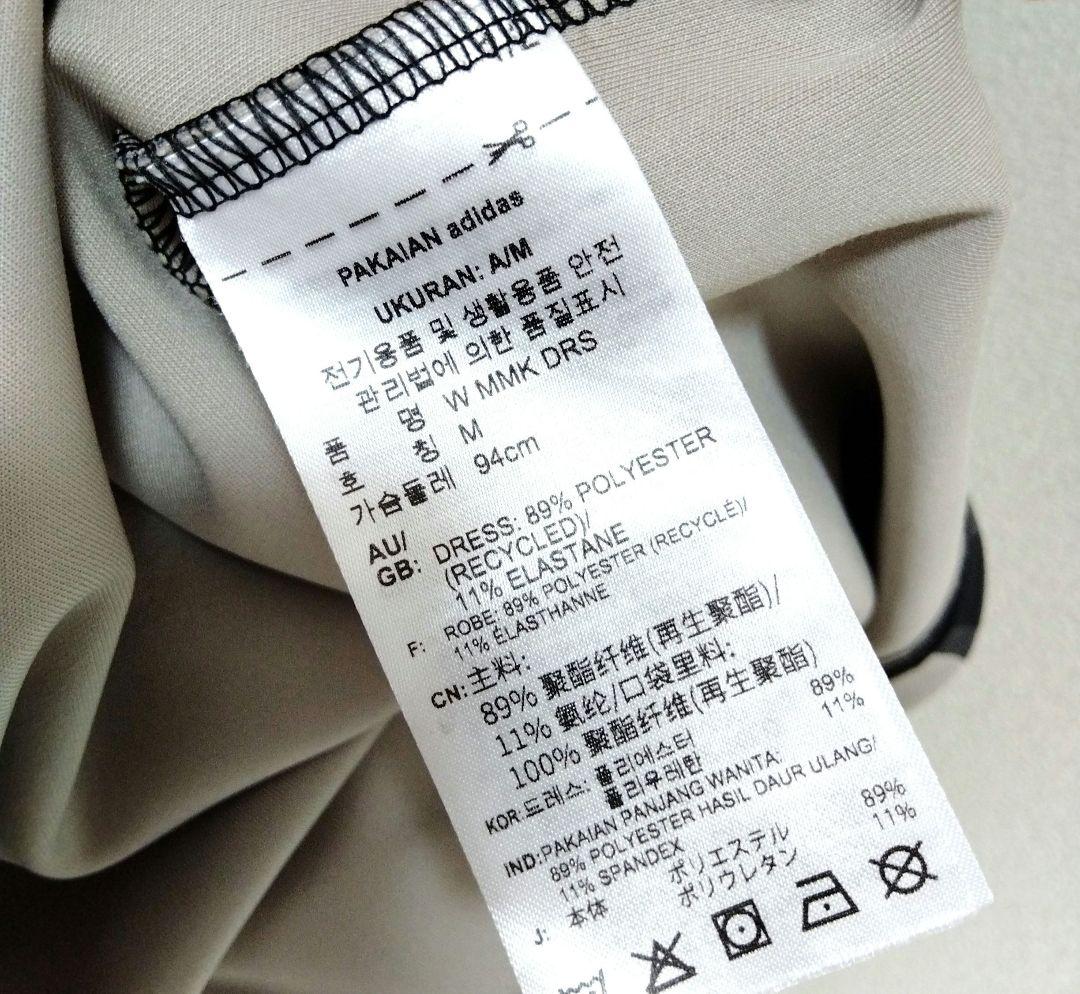 PAKAIAN adidas
UKURAN: A/M
전기용품 및 생활용품 안전
관리법에 의한 품질표시
품 명 W MMK DRS
호 칭 M
가슴둘레 94cm
AU/
GB: DRESS: 89% POLYESTER
(RECYCLED)/
11% ELASTANE
F: ROBE: 89% POLYESTER (RECYCLÉ)/
11% ÉLASTHANNE
CN: 主料:
89% 聚酯纤维(再生聚酯)/
11% 氨纶/口袋里料:
100% 聚酯纤维(再生聚酯)
KOR: 드레스: 폴리에스터 89%
폴리우레탄 11%
IND: PAKAIAN PANJANG WANITA:
89% POLYESTER HASIL DAUR ULANG/
11% SPANDEX
J: 本体 ポリエステル 89%
ポリウレタン 11%